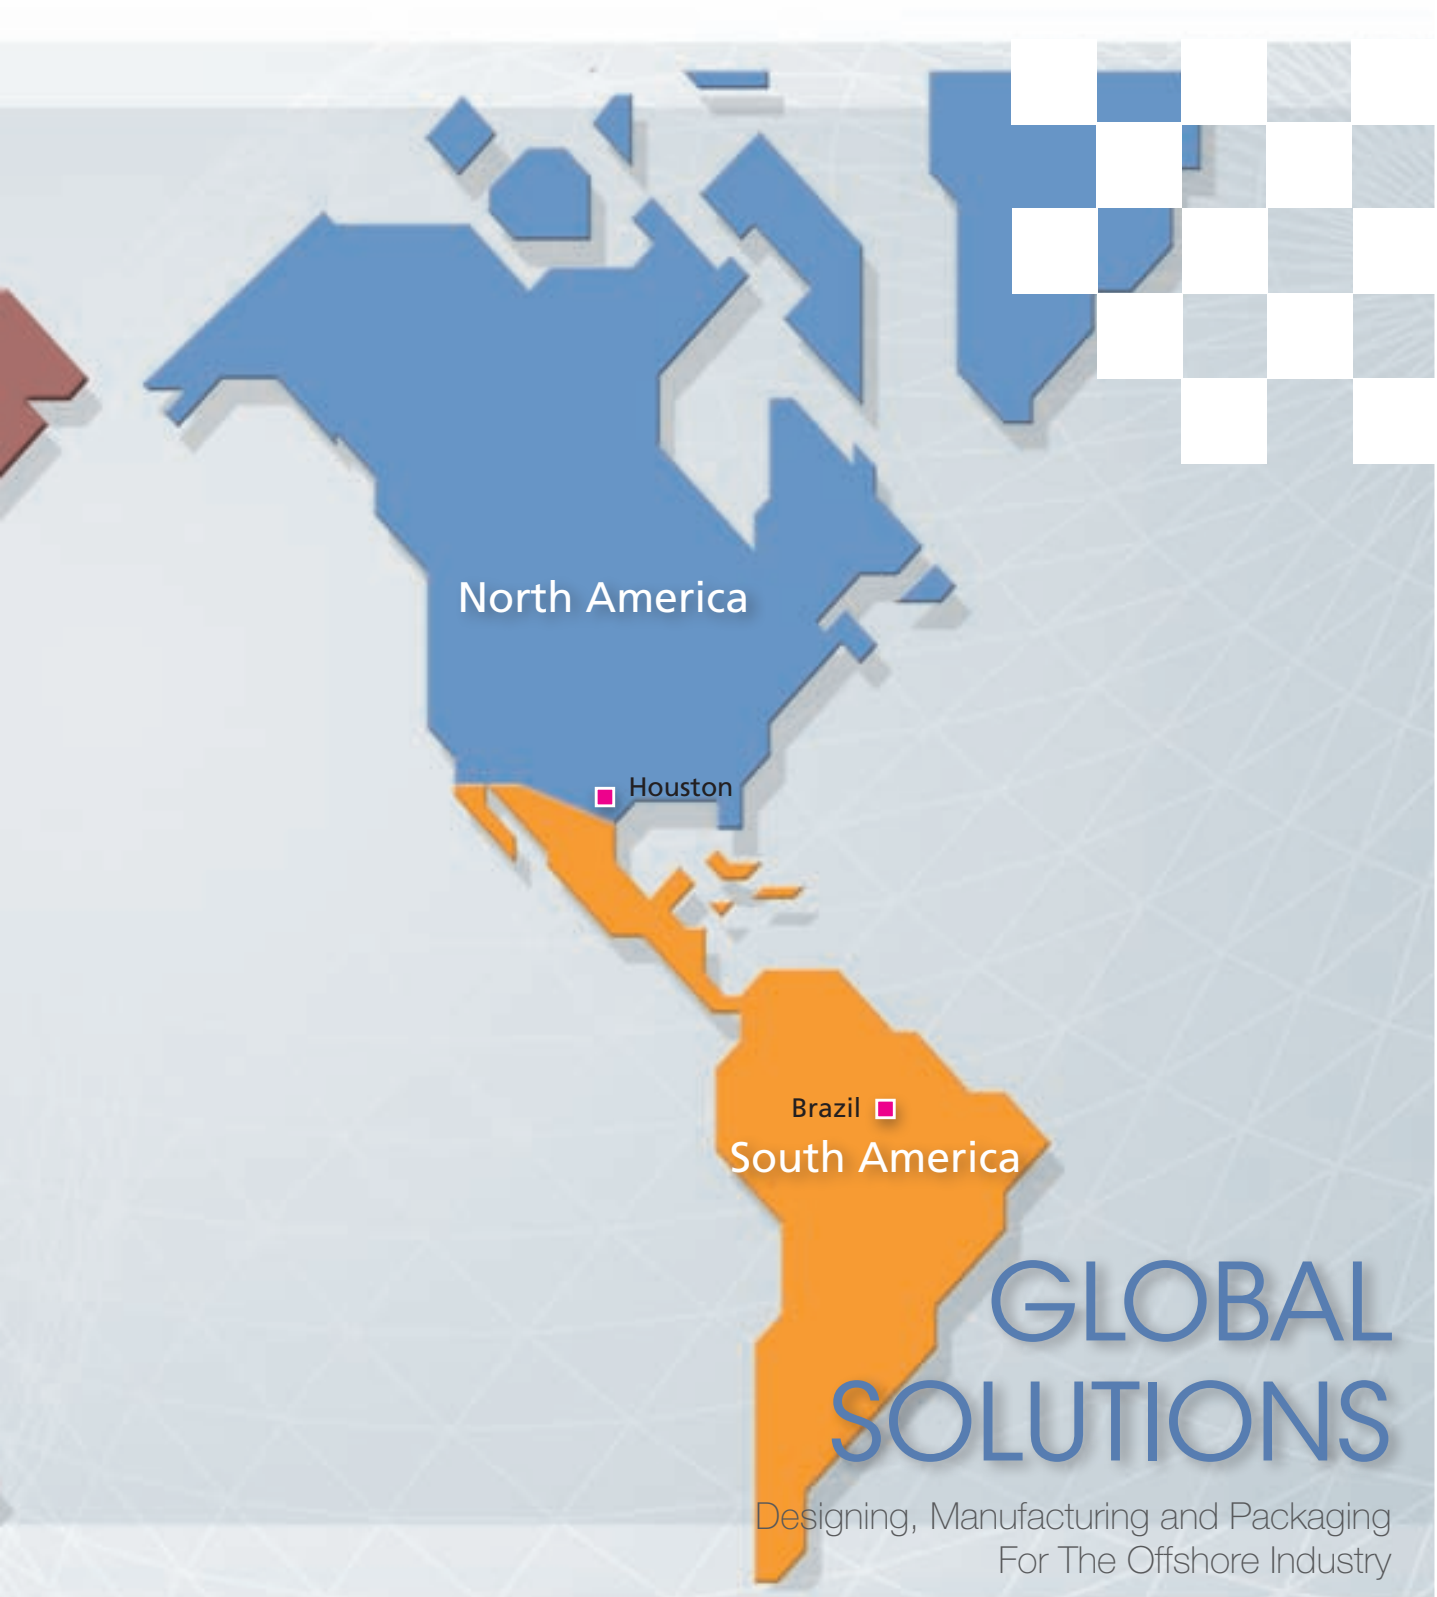 North America
Houston
Brazil
South America
GLOBAL
SOLUTIONS
Designing, Manufacturing and Packaging
For The Offshore Industry